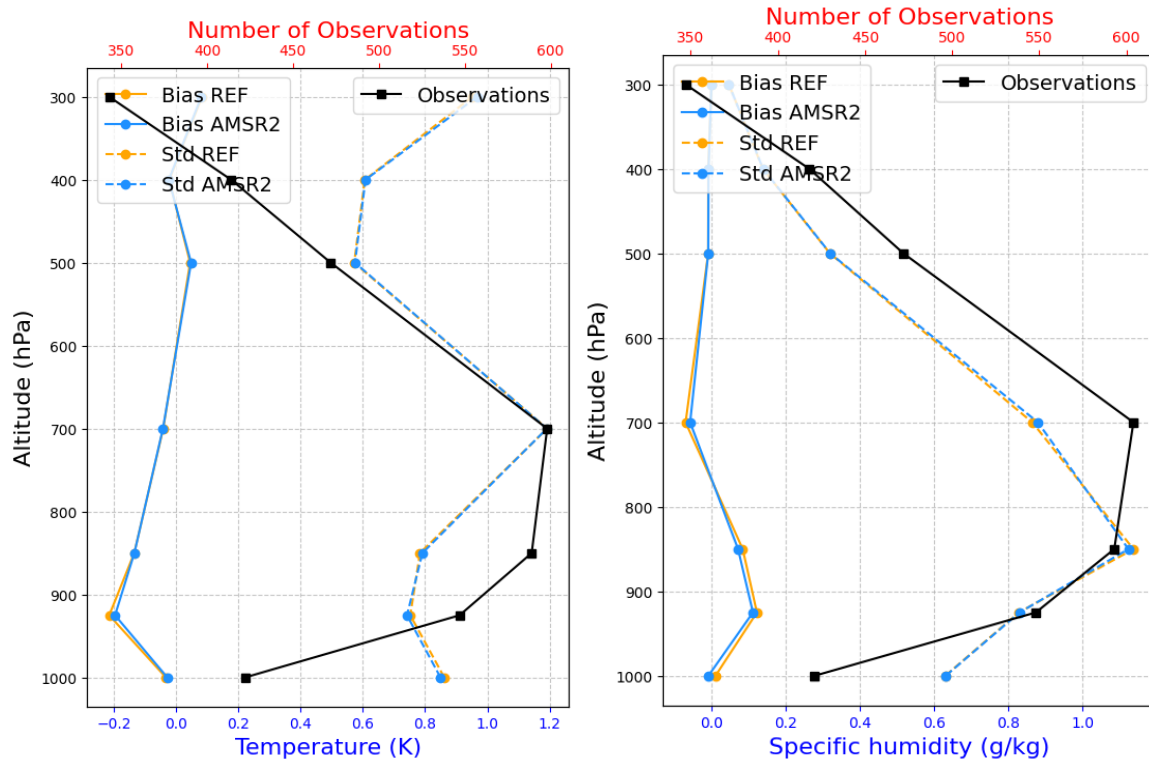 Number of Observations
350 400 450 500 550 600
Bias REF
Bias AMSR2
Std REF
Std AMSR2
Observations
300
400
500
600
700
800
900
1000
Altitude (hPa)
−0.2 0.0 0.2 0.4 0.6 0.8 1.0 1.2
Temperature (K)
Number of Observations
350 400 450 500 550 600
Bias REF
Bias AMSR2
Std REF
Std AMSR2
Observations
300
400
500
600
700
800
900
1000
Altitude (hPa)
0.0 0.2 0.4 0.6 0.8 1.0
Specific humidity (g/kg)